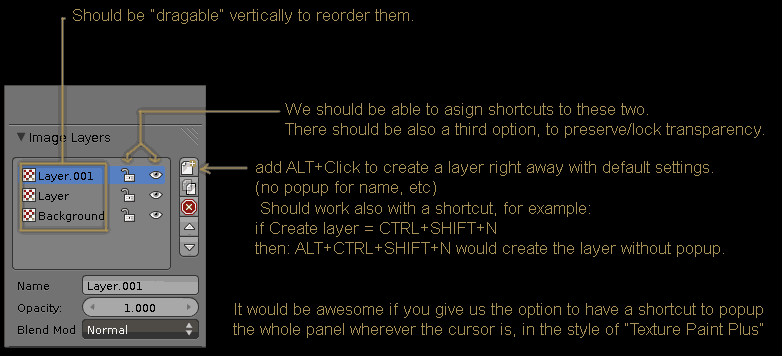 Should be "dragable" vertically to reorder them.
We should be able to asign shortcuts to these two.
There should be also a third option, to preserve/lock transparency.
Image Layers
Layer.001
Layer
Background
add ALT+Click to create a layer right away with default settings.
(no popup for name, etc)
Should work also with a shortcut, for example:
if Create layer = CTRL+SHIFT+N
then: ALT+CTRL+SHIFT+N would create the layer without popup.
Name Layer.001
Opacity: 1.000
Blend Mod Normal
It would be awesome if you give us the option to have a shortcut to popup
the whole panel wherever the cursor is, in the style of "Texture Paint Plus"